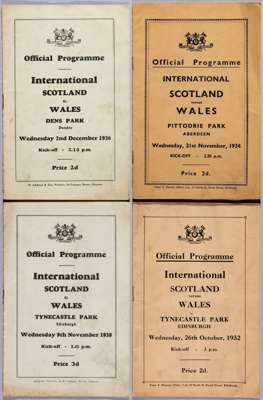 Official Programme
International
SCOTLAND
v.
WALES
DENS PARK
Dundee
Wednesday 2nd December 1936
Kick-off - 2.15 p.m.
Price 2d
Official Programme
INTERNATIONAL
SCOTLAND
versus
WALES
PITTODRIE PARK
ABERDEEN
Wednesday, 21st November, 1934
KICK-OFF - 2.30 p.m.
Price 2d.
Official Programme
International
SCOTLAND
v.
WALES
TYNECASTLE PARK
Edinburgh
Wednesday 9th November 1938
Kick-off - 2.45 p.m.
Price 3d
Official Programme
International
SCOTLAND
versus
WALES
TYNECASTLE PARK
EDINBURGH
Wednesday, 26th October, 1932
Kick-off - 3 p.m.
Price 2d.